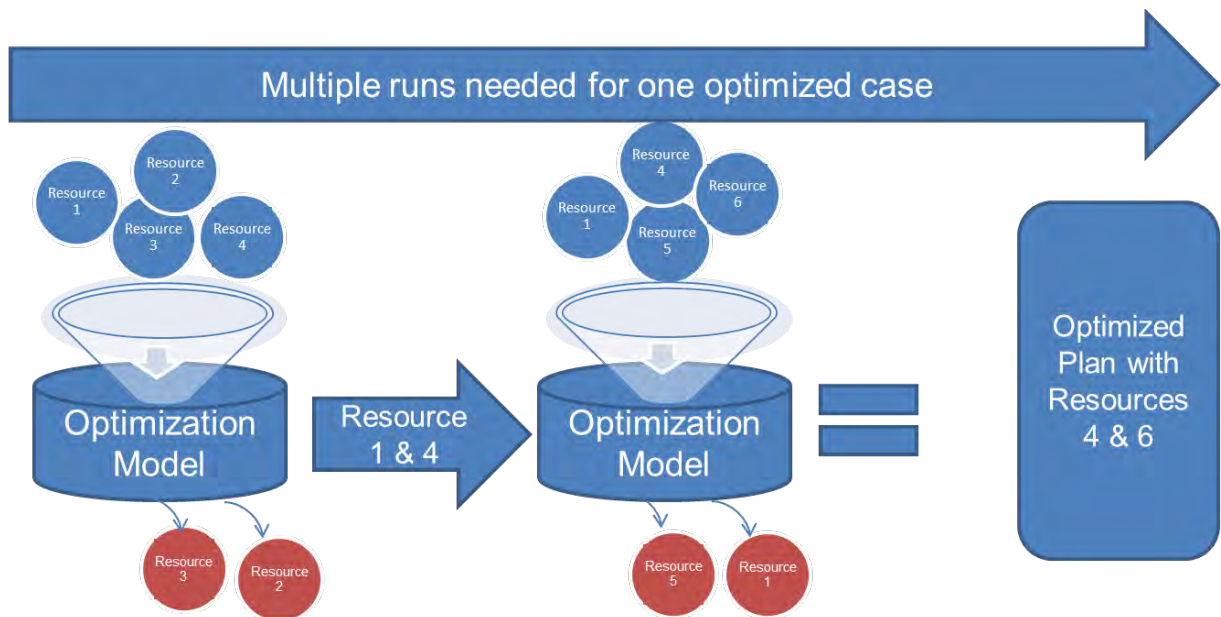 Multiple runs needed for one optimized case
Resource
1
Resource
2
Resource
3
Resource
4
Optimization
Model
Resource
3
Resource
2
Resource
1 & 4
Resource
1
Resource
4
Resource
5
Resource
6
Optimization
Model
Resource
5
Resource
1
Optimized
Plan with
Resources
4 & 6